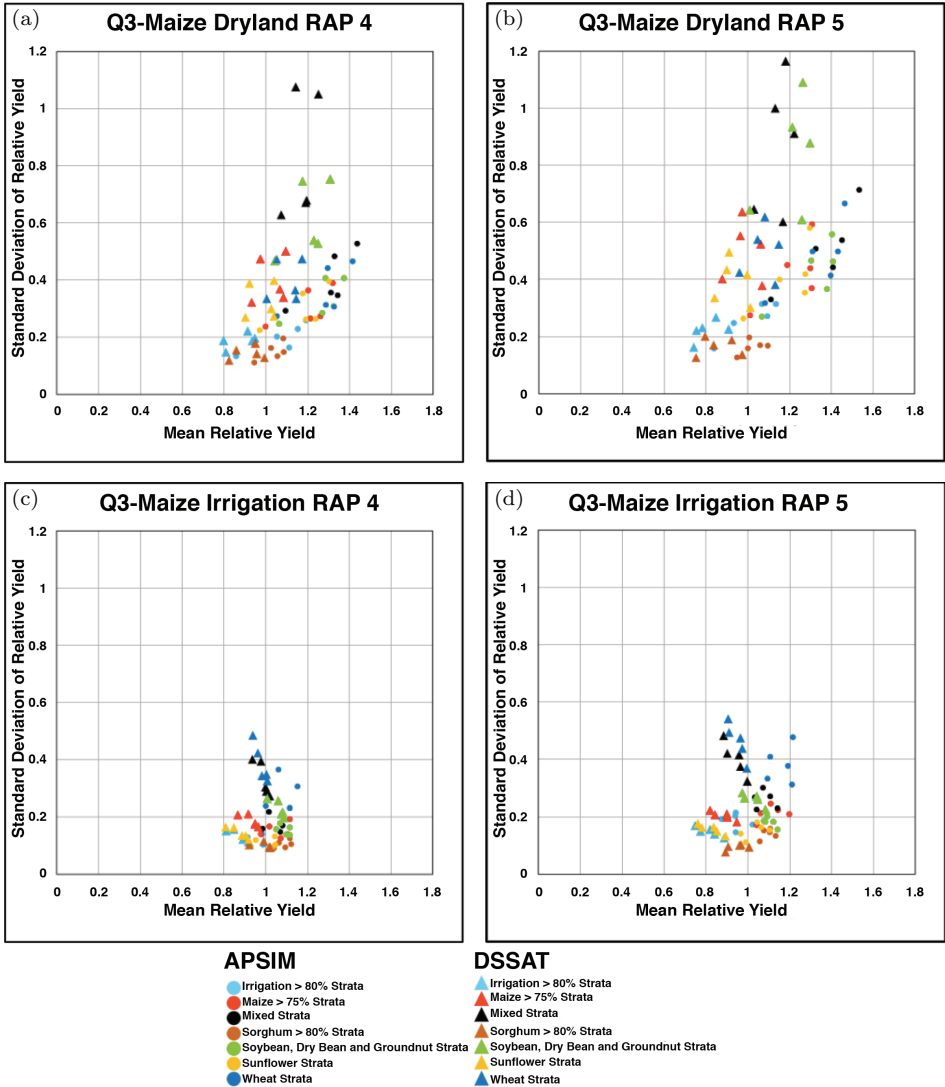 (a)
Q3-Maize Dryland RAP 4
Standard Deviation of Relative Yield
1.2
1
0.8
0.6
0.4
0.2
0
0 0.2 0.4 0.6 0.8 1 1.2 1.4 1.6 1.8
Mean Relative Yield
(b)
Q3-Maize Dryland RAP 5
Standard Deviation of Relative Yield
1.2
1
0.8
0.6
0.4
0.2
0
0 0.2 0.4 0.6 0.8 1 1.2 1.4 1.6 1.8
Mean Relative Yield
(c)
Q3-Maize Irrigation RAP 4
Standard Deviation of Relative Yield
1.2
1
0.8
0.6
0.4
0.2
0
0 0.2 0.4 0.6 0.8 1 1.2 1.4 1.6 1.8
Mean Relative Yield
(d)
Q3-Maize Irrigation RAP 5
Standard Deviation of Relative Yield
1.2
1
0.8
0.6
0.4
0.2
0
0 0.2 0.4 0.6 0.8 1 1.2 1.4 1.6 1.8
Mean Relative Yield
APSIM
Irrigation > 80% Strata
Maize > 75% Strata
Mixed Strata
Sorghum > 80% Strata
Soybean, Dry Bean and Groundnut Strata
Sunflower Strata
Wheat Strata
DSSAT
Irrigation > 80% Strata
Maize > 75% Strata
Mixed Strata
Sorghum > 80% Strata
Soybean, Dry Bean and Groundnut Strata
Sunflower Strata
Wheat Strata